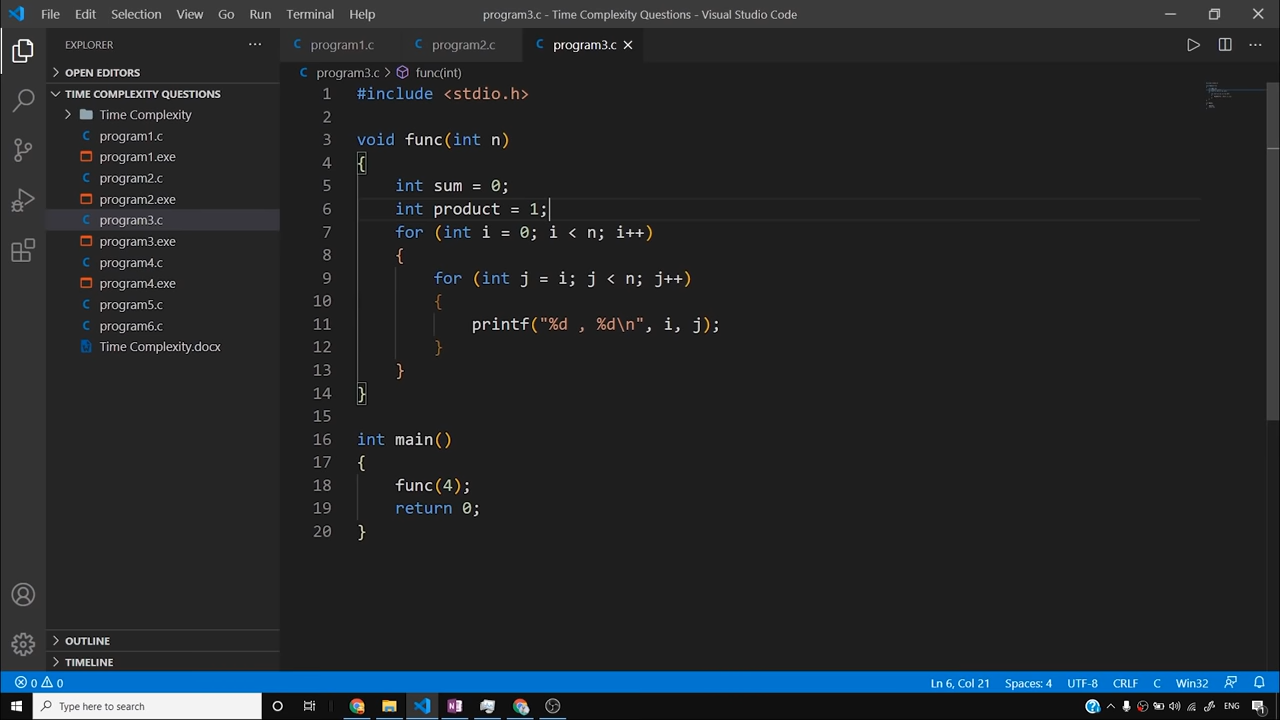 File Edit Selection View Go Run Terminal Help program3.c - Time Complexity Questions - Visual Studio Code
EXPLORER
program1.c program2.c program3.c
OPEN EDITORS
program3.c > func(int)
TIME COMPLEXITY QUESTIONS
Time Complexity
program1.c
program1.exe
program2.c
program2.exe
program3.c
program3.exe
program4.c
program4.exe
program5.c
program6.c
Time Complexity.docx
OUTLINE
TIMELINE
1 #include <stdio.h>
2
3 void func(int n)
4 {
5 int sum = 0;
6 int product = 1;
7 for (int i = 0; i < n; i++)
8 {
9 for (int j = i; j < n; j++)
10 {
11 printf("%d , %d\n", i, j);
12 }
13 }
14 }
15
16 int main()
17 {
18 func(4);
19 return 0;
20 }
0 0 Ln 6, Col 21 Spaces: 4 UTF-8 CRLF C Win32
Type here to search ENG